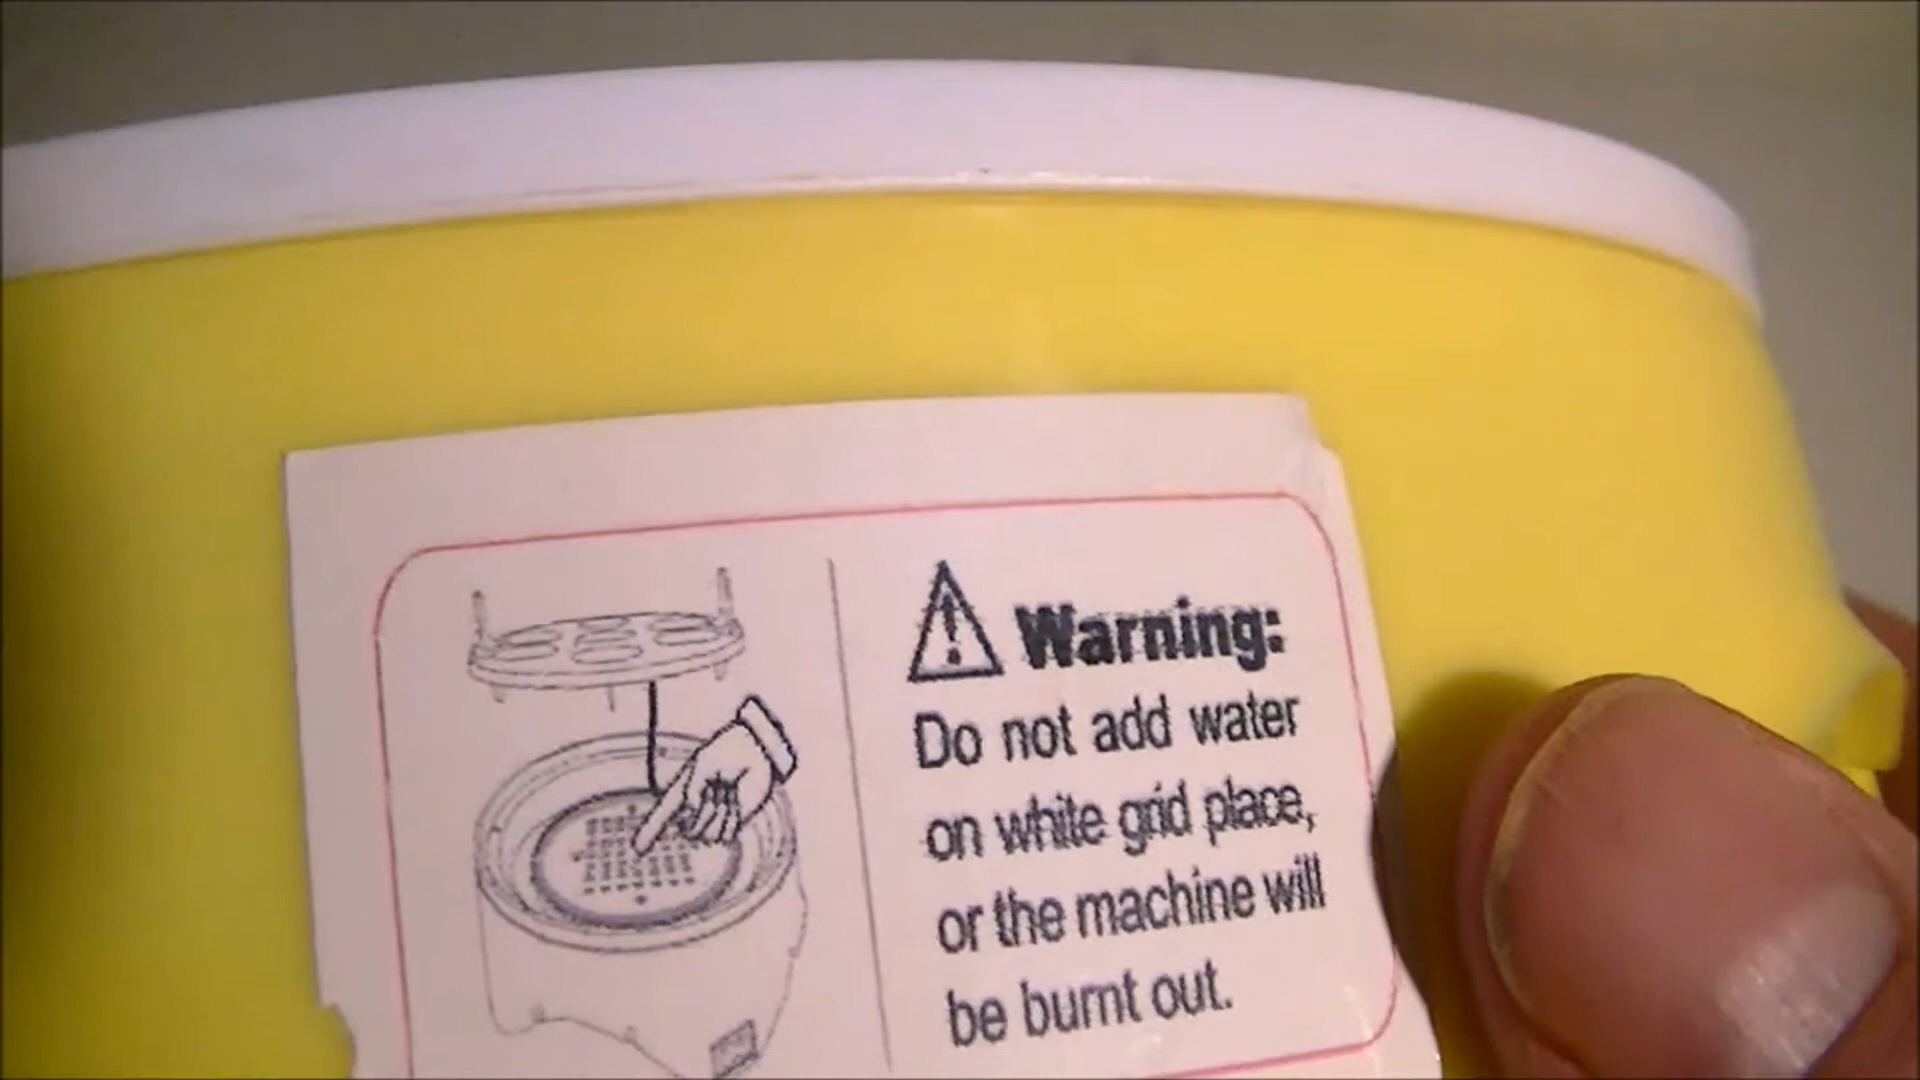 Warning:
Do not add water
on white grid place,
or the machine will
be burnt out.